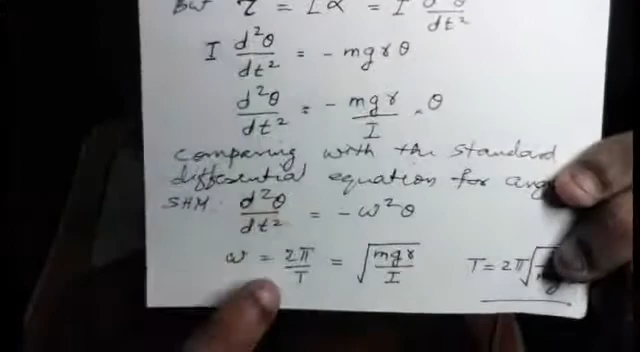 But τ = Iα = I d²θ/dt²
I d²θ/dt² = - mgr θ
d²θ/dt² = - mgr/I . θ
comparing with the standard
differential equation for ang
SHM. d²θ/dt² = - ω²θ
ω = 2π/T = √(mgr/I) T = 2π√